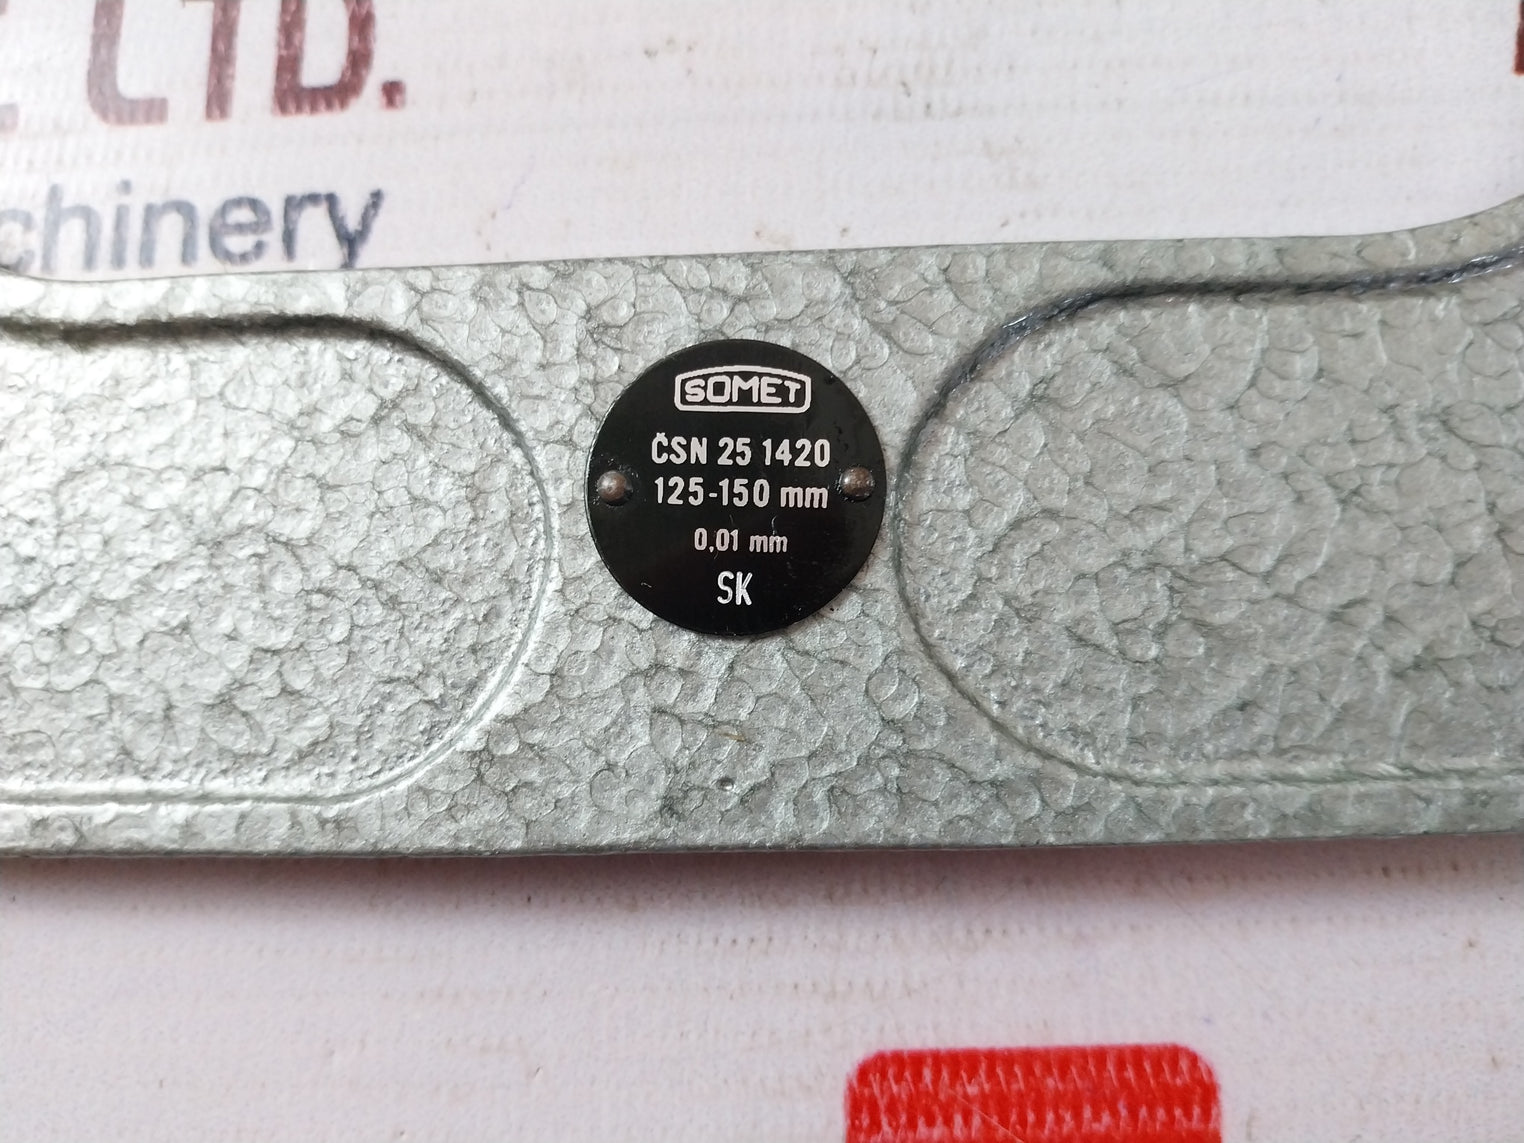 LTD.
chinery
SOMET
ČSN 25 1420
125-150 mm
0,01 mm
SK